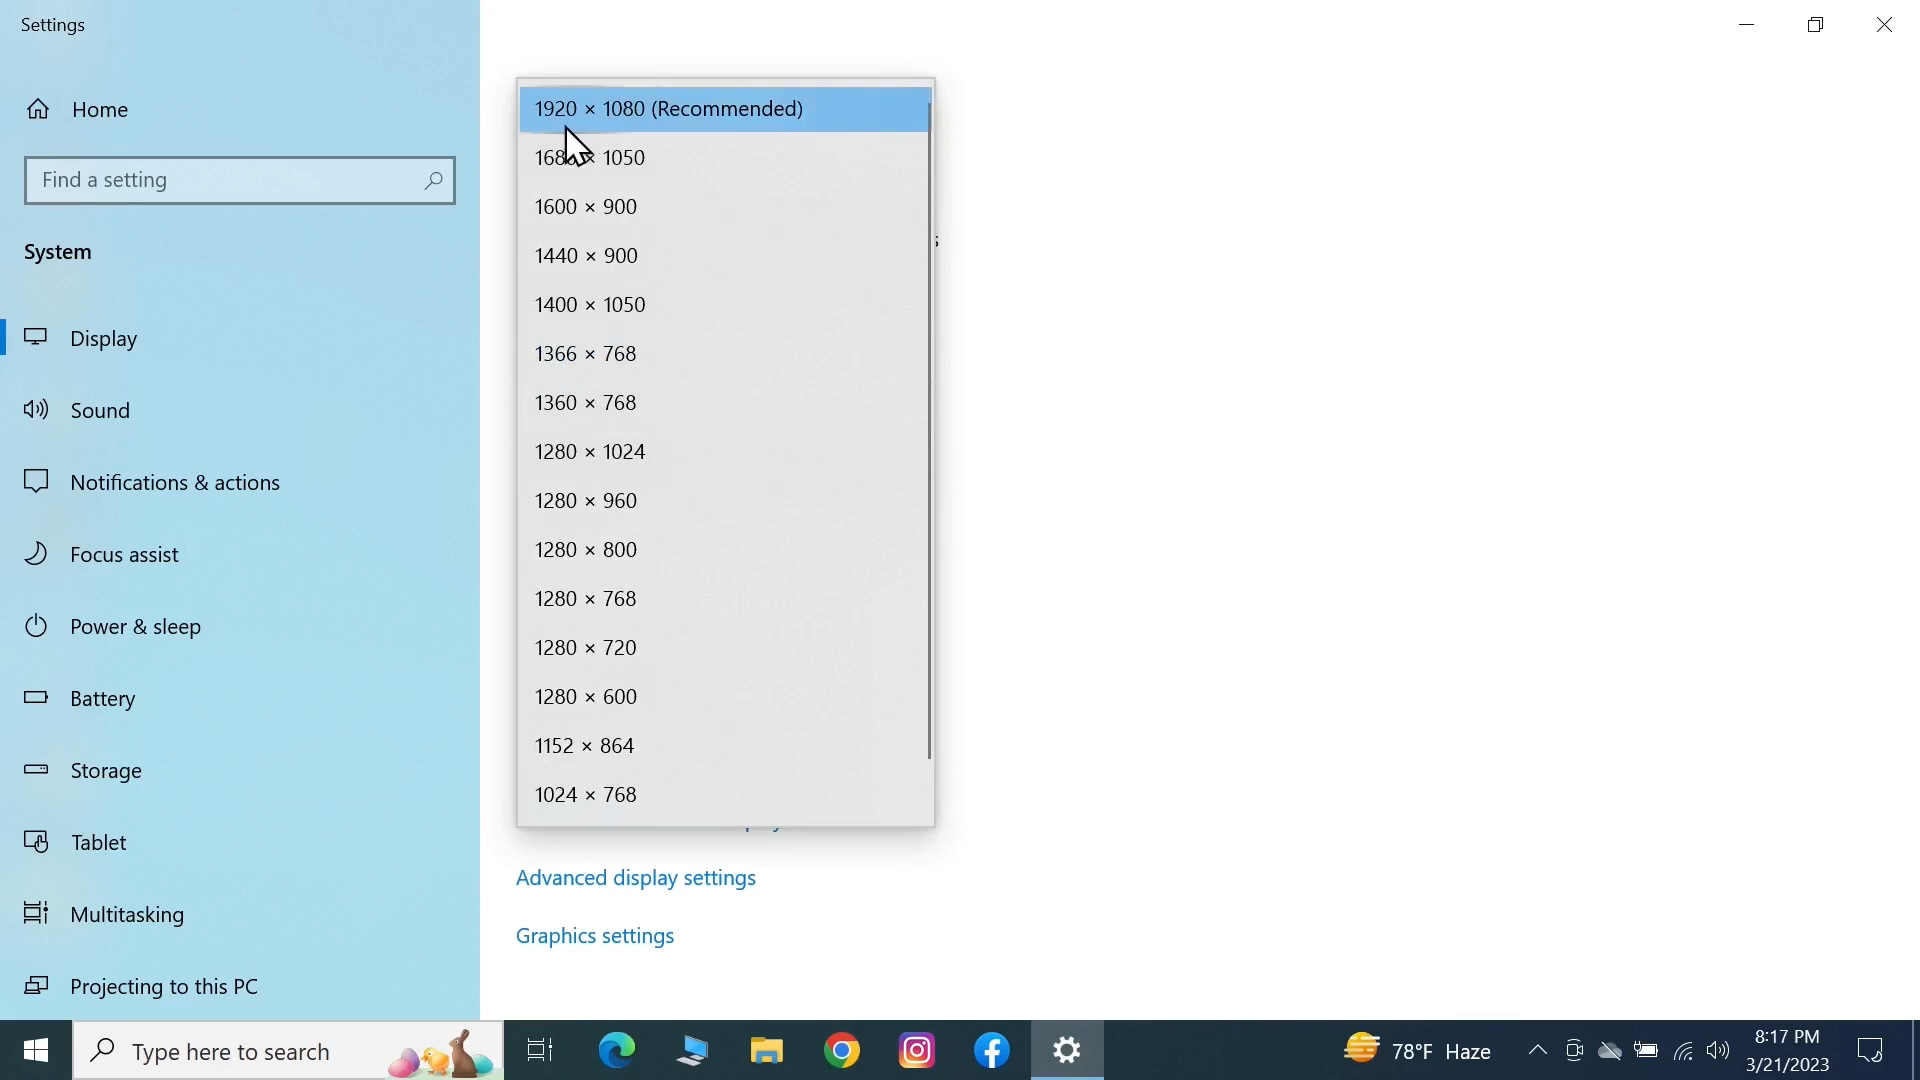 Settings
Home
Find a setting
System
Display
Sound
Notifications & actions
Focus assist
Power & sleep
Battery
Storage
Tablet
Multitasking
Projecting to this PC
1920 × 1080 (Recommended)
1680 × 1050
1600 × 900
1440 × 900
1400 × 1050
1366 × 768
1360 × 768
1280 × 1024
1280 × 960
1280 × 800
1280 × 768
1280 × 720
1280 × 600
1152 × 864
1024 × 768
Advanced display settings
Graphics settings
Type here to search
78°F Haze
8:17 PM
3/21/2023